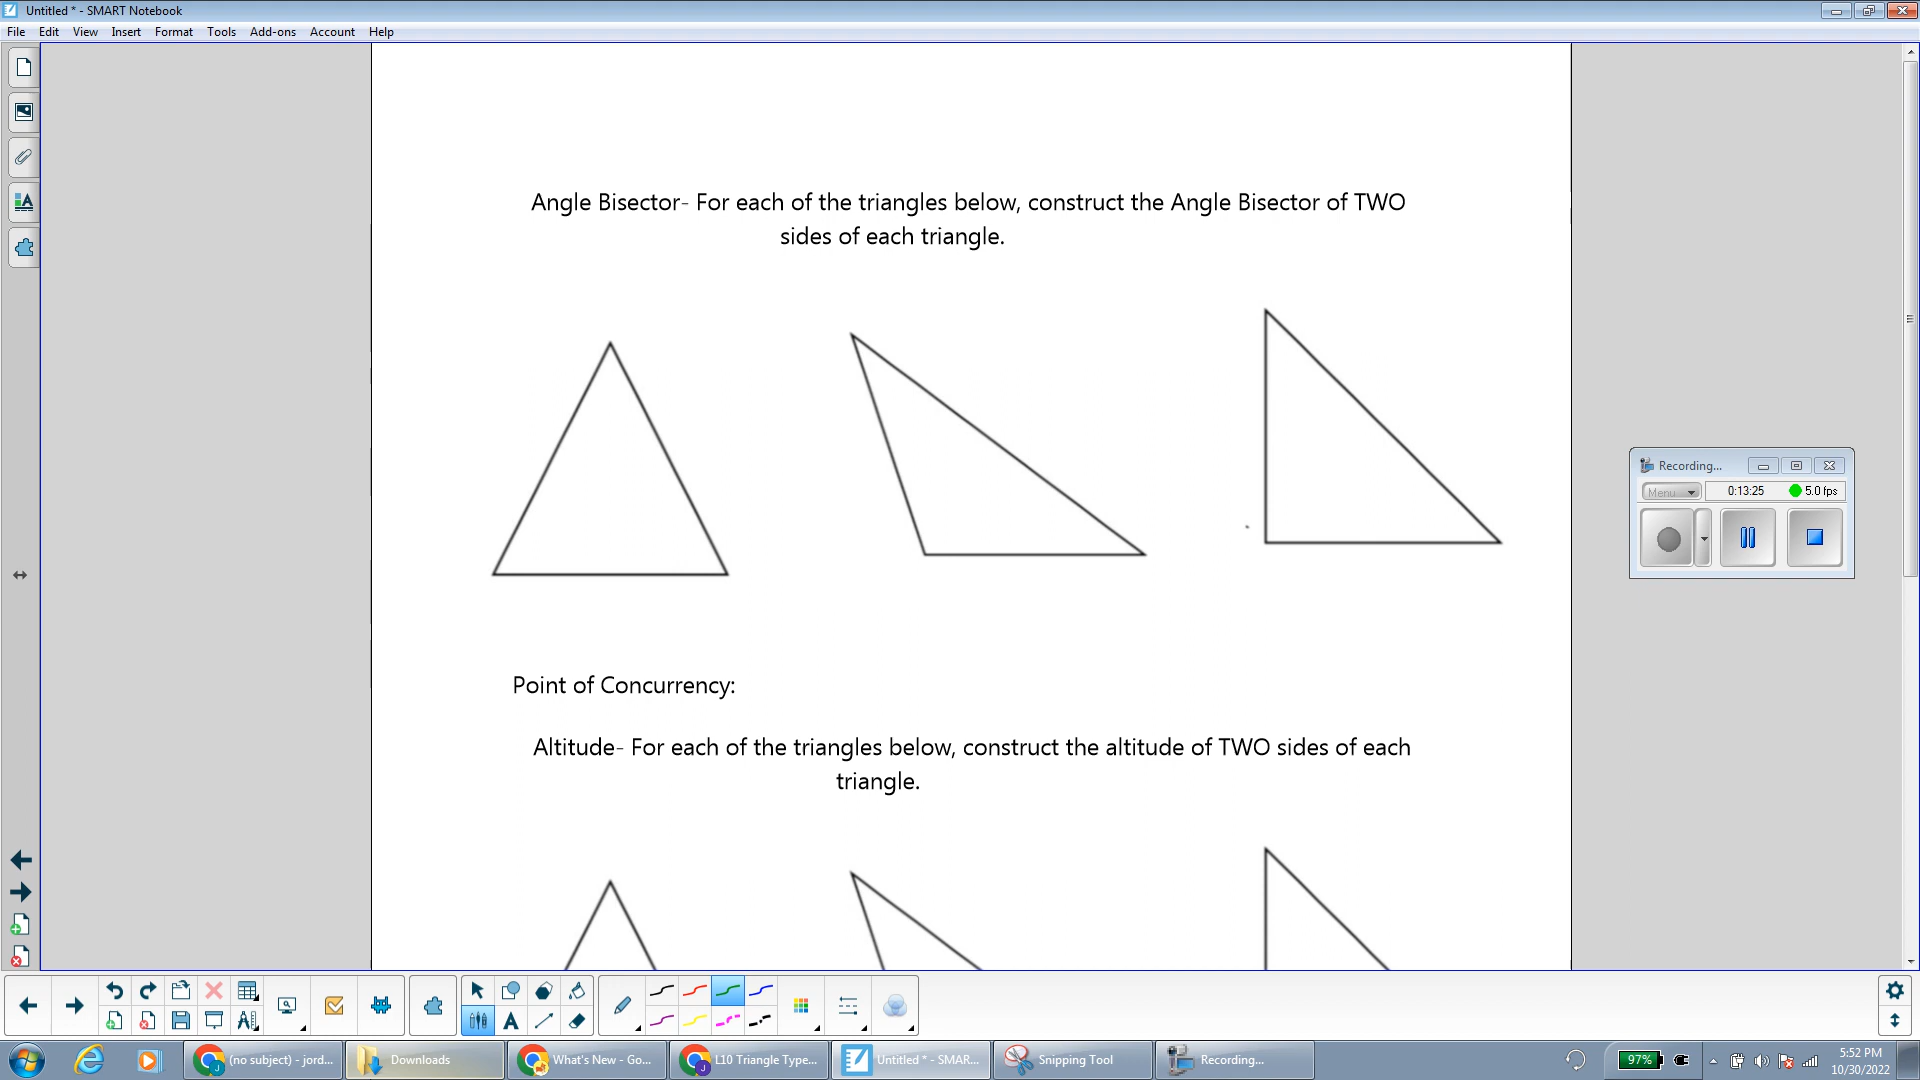 Untitled * - SMART Notebook
File Edit View Insert Format Tools Add-ons Account Help
Angle Bisector- For each of the triangles below, construct the Angle Bisector of TWO
sides of each triangle.
Recording...
Menu 0:13:25 5.0 fps
Point of Concurrency:
Altitude- For each of the triangles below, construct the altitude of TWO sides of each
triangle.
(no subject) - jord... Downloads What's New - Go... L10 Triangle Type... Untitled * - SMAR... Snipping Tool Recording... 97% 5:52 PM
10/30/2022